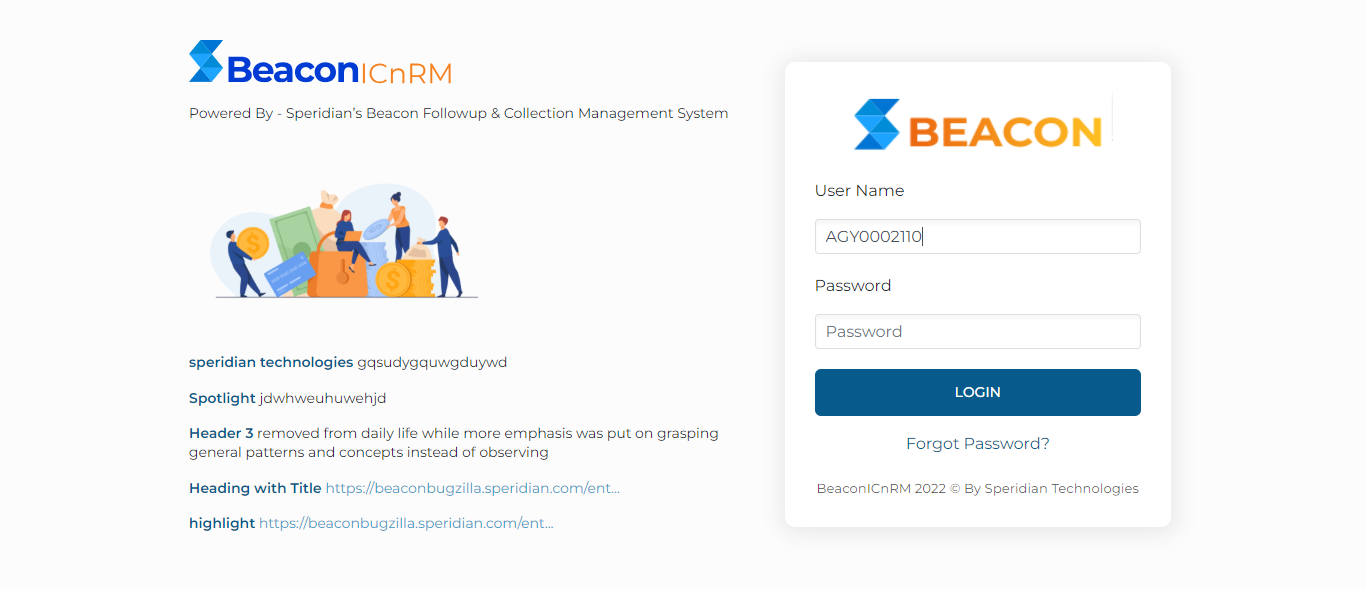 BeaconICnRM
Powered By - Speridian’s Beacon Followup & Collection Management System
speridian technologies gqsudygquwgduywd
Spotlight jdwhweuhuwehjd
Header 3 removed from daily life while more emphasis was put on grasping
general patterns and concepts instead of observing
Heading with Title https://beaconbugzilla.speridian.com/ent...
highlight https://beaconbugzilla.speridian.com/ent...
BEACON
User Name
AGY0002110
Password
Password
LOGIN
Forgot Password?
BeaconICnRM 2022 © By Speridian Technologies